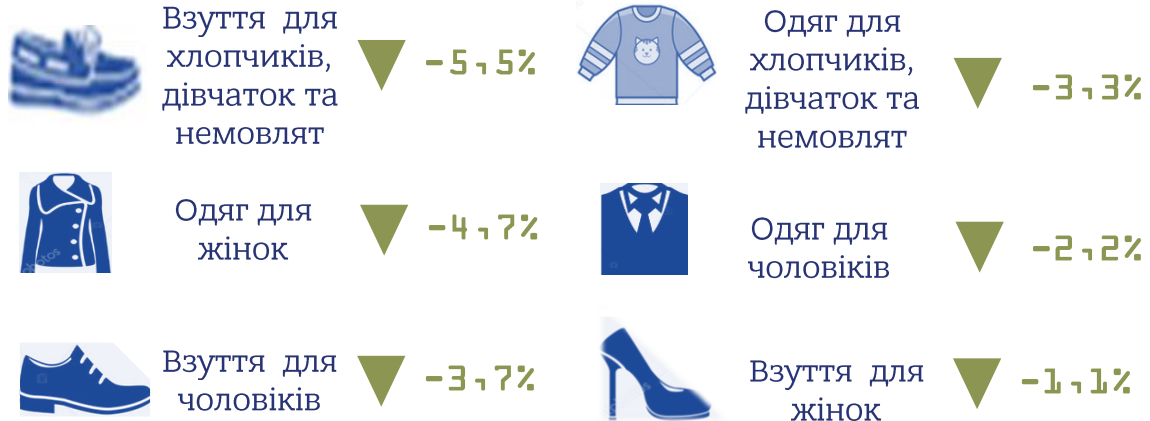 Взуття для
хлопчиків,
дівчаток та
немовлят
-5,5%
Одяг для
хлопчиків,
дівчаток та
немовлят
-3,3%
Одяг для
жінок
-4,7%
Одяг для
чоловіків
-2,2%
Взуття для
чоловіків
-3,7%
Взуття для
жінок
-1,1%